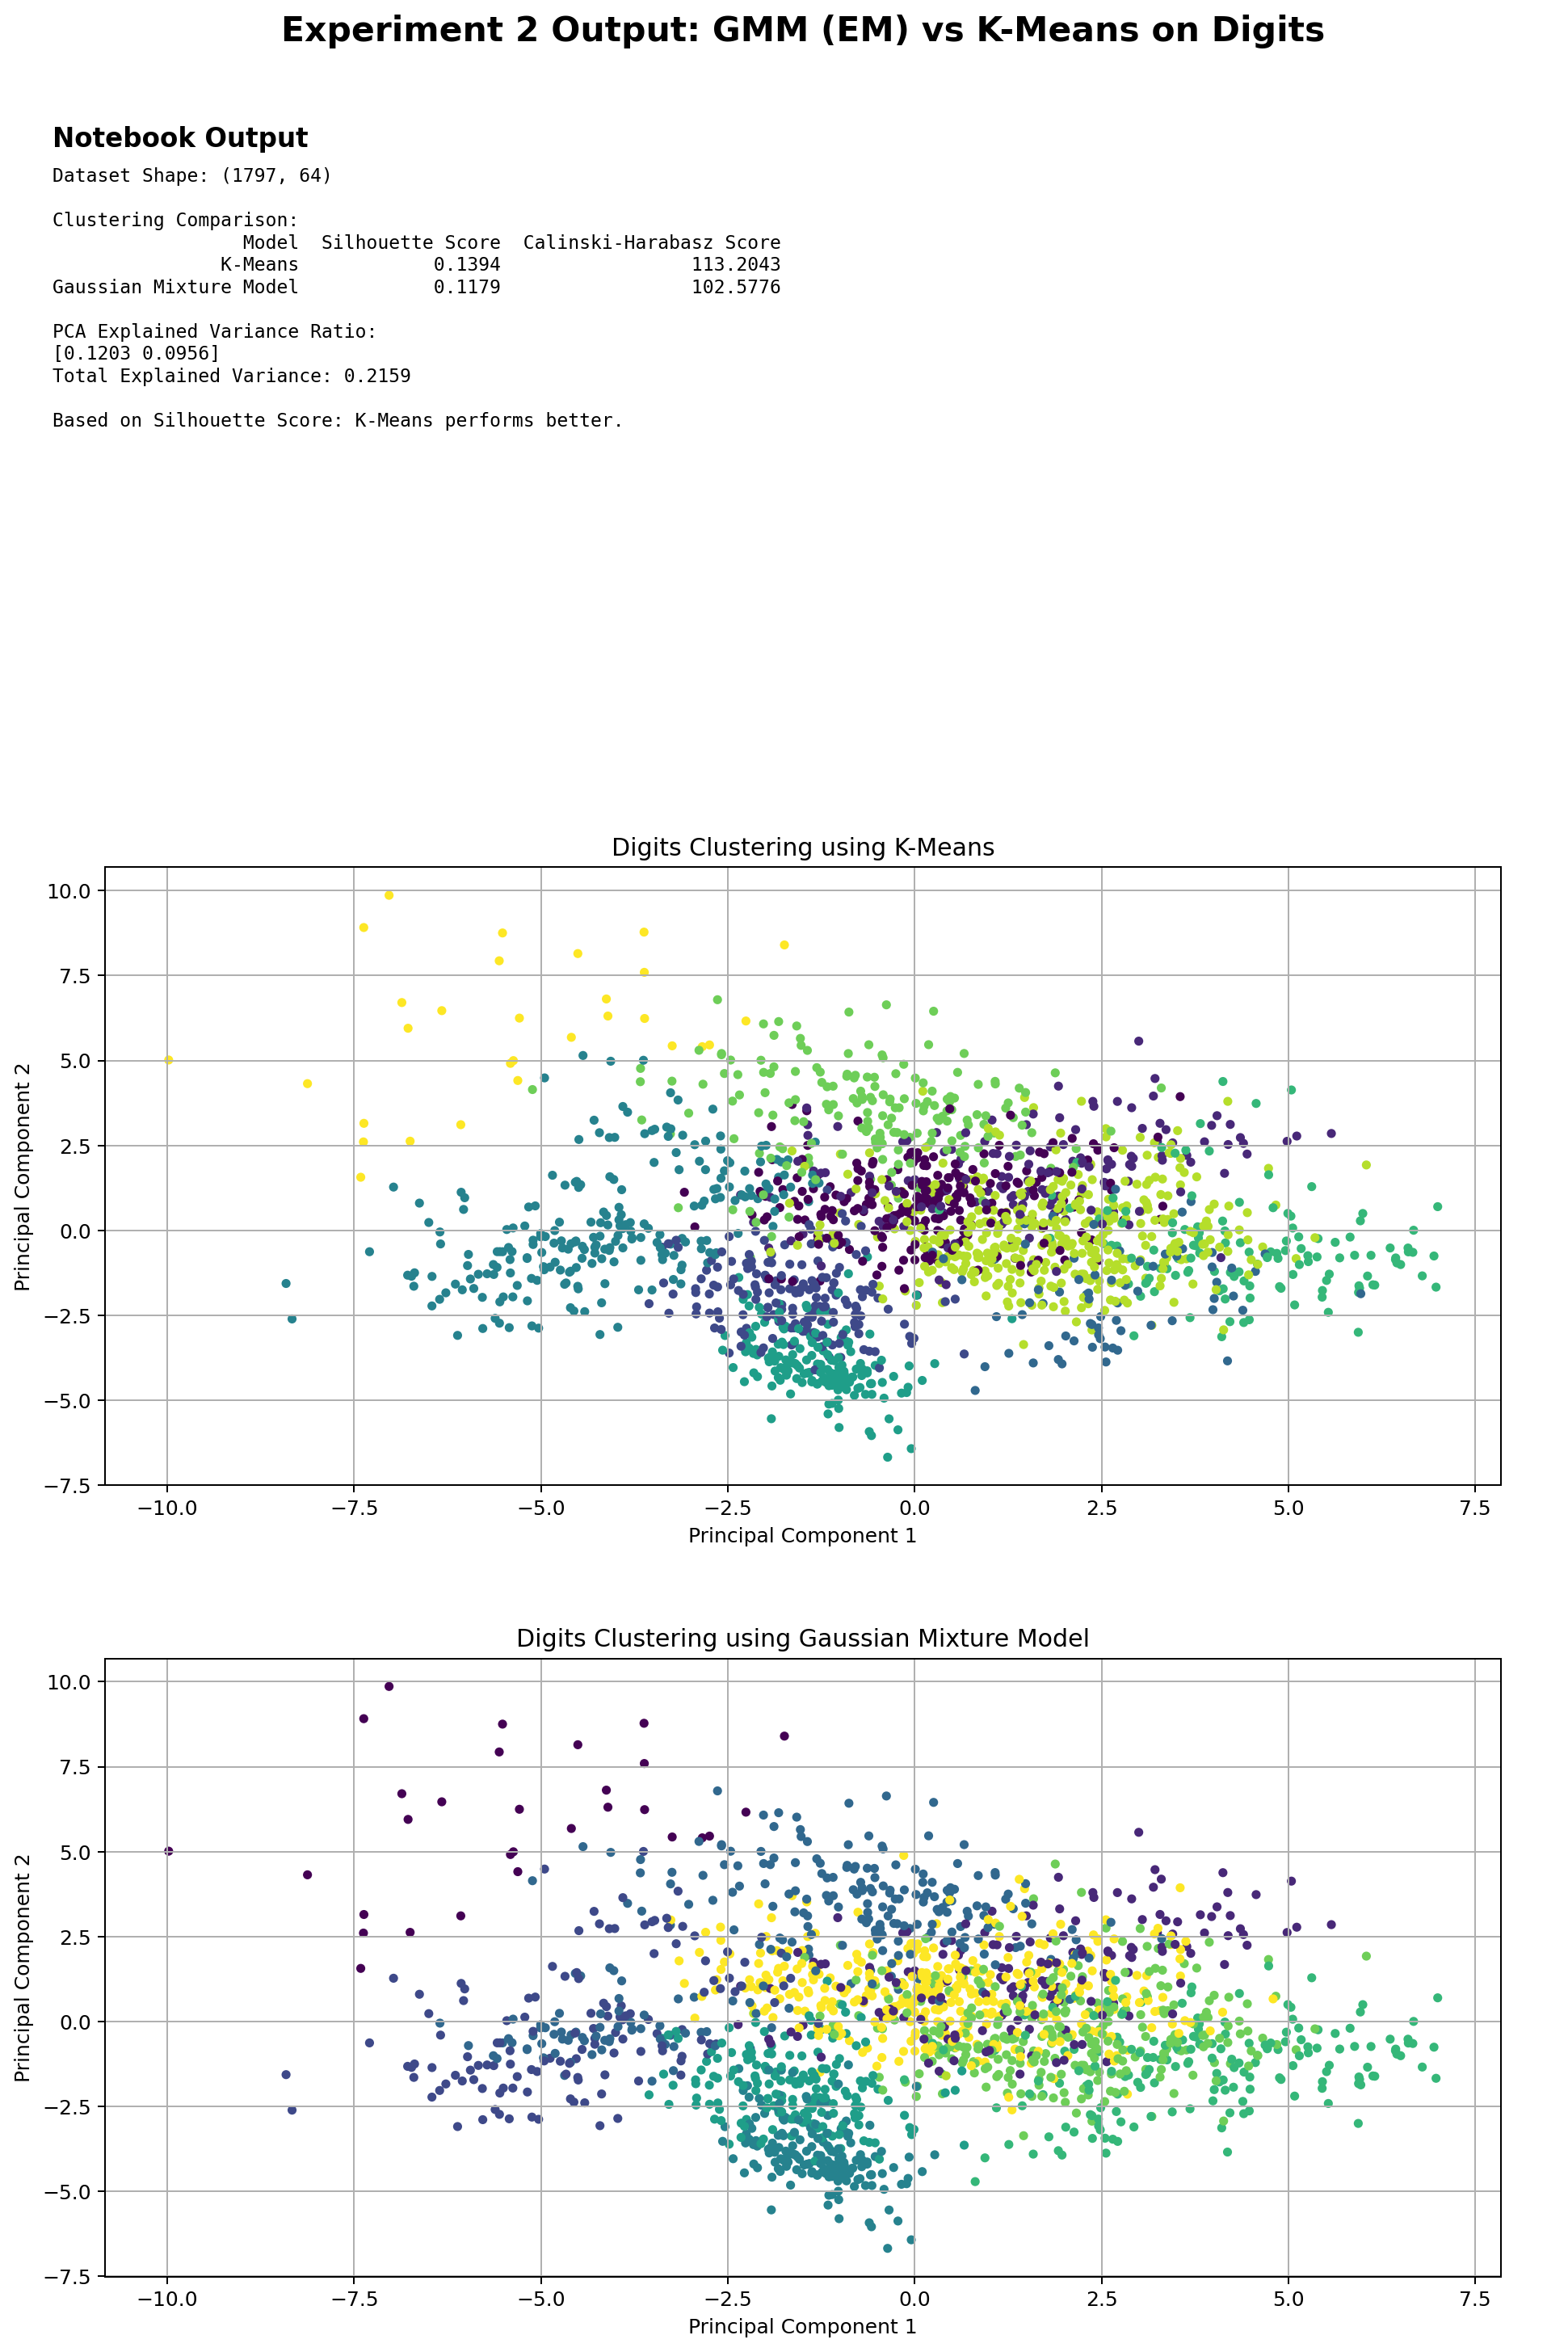 Experiment 2 Output: GMM (EM) vs K-Means on Digits
Notebook Output
Dataset Shape: (1797, 64)
Clustering Comparison:
Model  Silhouette Score  Calinski-Harabasz Score
K-Means            0.1394                 113.2043
Gaussian Mixture Model            0.1179                 102.5776
PCA Explained Variance Ratio:
[0.1203 0.0956]
Total Explained Variance: 0.2159
Based on Silhouette Score: K-Means performs better.
Digits Clustering using K-Means
10.0
7.5
5.0
2.5
0.0
−2.5
−5.0
−7.5
Principal Component 2
−10.0 −7.5 −5.0 −2.5 0.0 2.5 5.0 7.5
Principal Component 1
Digits Clustering using Gaussian Mixture Model
10.0
7.5
5.0
2.5
0.0
−2.5
−5.0
−7.5
Principal Component 2
−10.0 −7.5 −5.0 −2.5 0.0 2.5 5.0 7.5
Principal Component 1